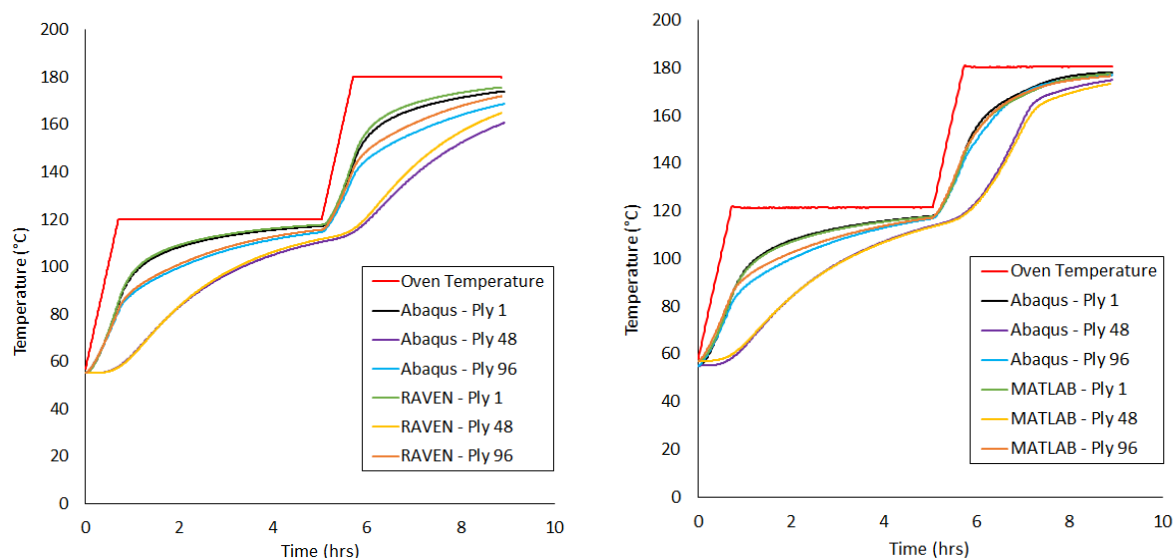 200
180
160
140
120
100
80
60
40
20
0
Temperature (°C)
0 2 4 6 8 10
Time (hrs)
Oven Temperature
Abaqus - Ply 1
Abaqus - Ply 48
Abaqus - Ply 96
RAVEN - Ply 1
RAVEN - Ply 48
RAVEN - Ply 96
200
180
160
140
120
100
80
60
40
20
0
Temperature (°C)
0 2 4 6 8 10
Time (hrs)
Oven Temperature
Abaqus - Ply 1
Abaqus - Ply 48
Abaqus - Ply 96
MATLAB - Ply 1
MATLAB - Ply 48
MATLAB - Ply 96